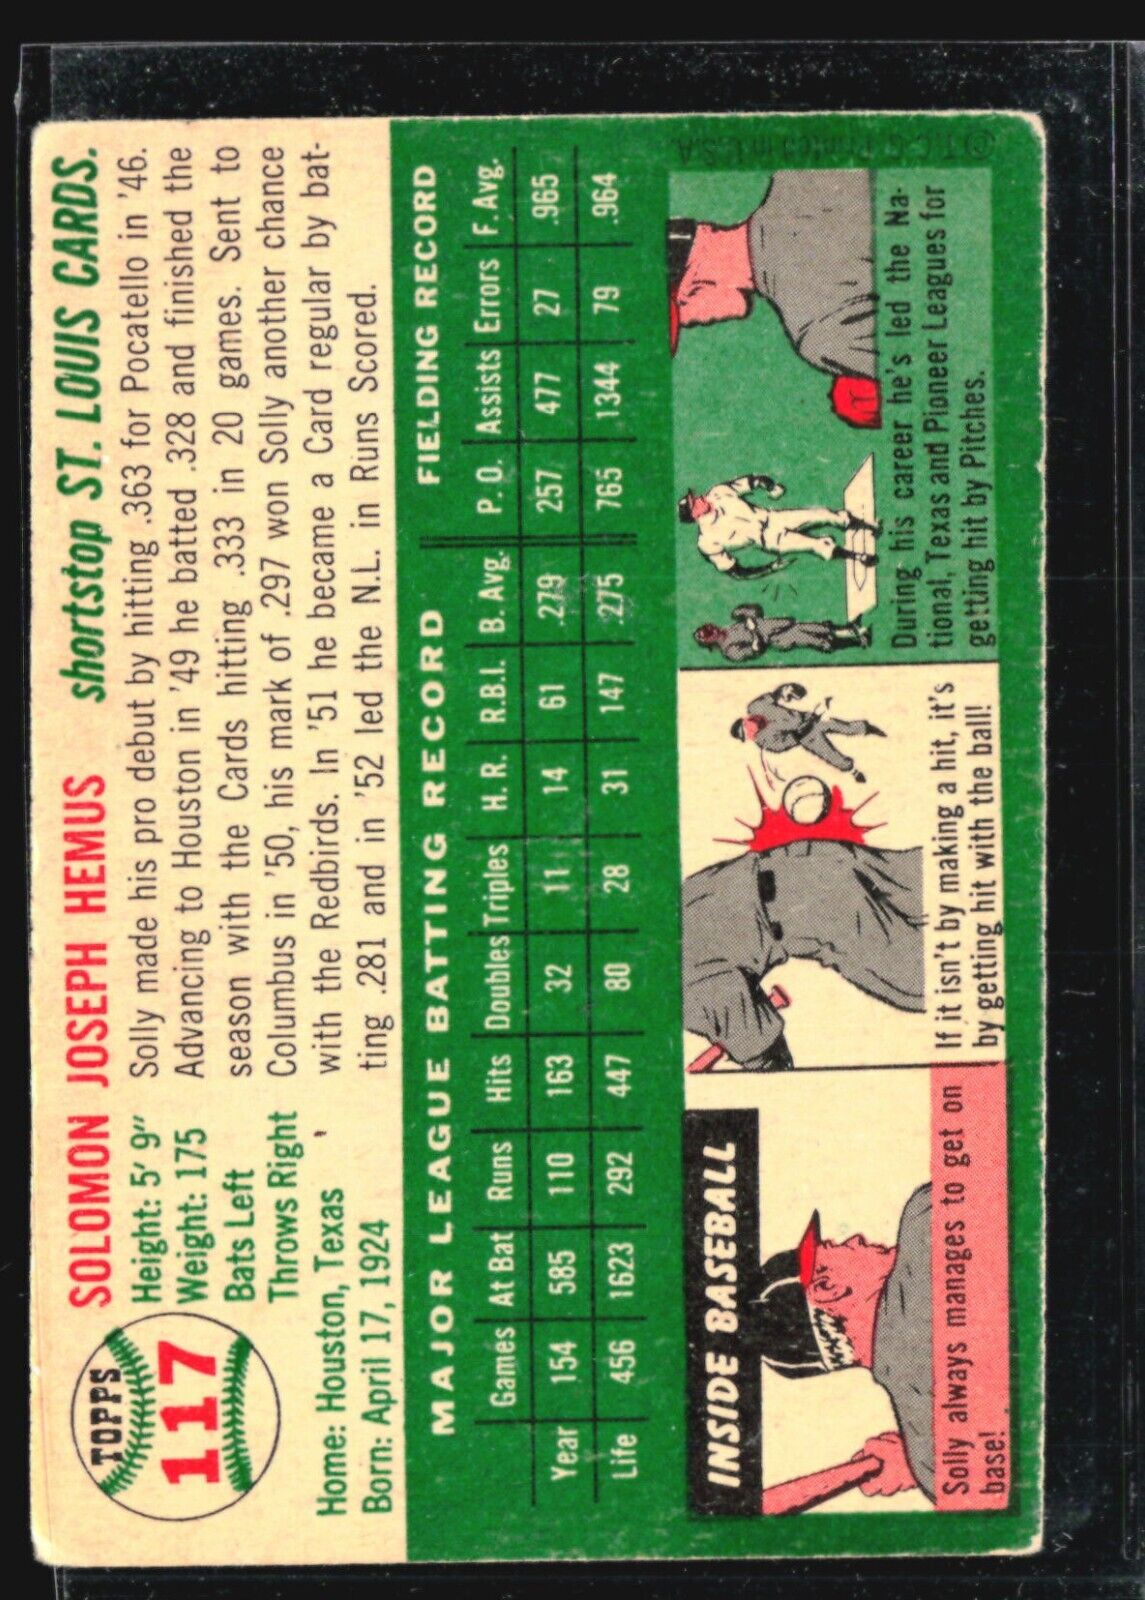 TOPPS
117
SOLOMON JOSEPH HEMUS shortstop ST. LOUIS CARDS.
Height: 5' 9"
Weight: 175
Bats Left
Throws Right
Home: Houston, Texas
Born: April 17, 1924
Solly made his pro debut by hitting .363 for Pocatello in '46.
Advancing to Houston in '49 he batted .328 and finished the
season with the Cards hitting .333 in 20 games. Sent to
Columbus in '50, his mark of .297 won Solly another chance
with the Redbirds. In '51 he became a Card regular by bat-
ting .281 and in '52 led the N.L. in Runs Scored.
MAJOR LEAGUE BATTING RECORD FIELDING RECORD
Games At Bat Runs Hits Doubles Triples H. R. R.B.I. B. Avg. P. O. Assists Errors F. Avg.
Year 154 585 110 163 32 11 14 61 .279 257 477 27 .965
Life 456 1623 292 447 80 28 31 147 .275 765 1344 79 .964
INSIDE BASEBALL
Solly always manages to get on
base!
If it isn't by making a hit, it's
by getting hit with the ball!
During his career he's led the Na-
tional, Texas and Pioneer Leagues for
getting hit by Pitches.
©T.C.G. Printed in U.S.A.